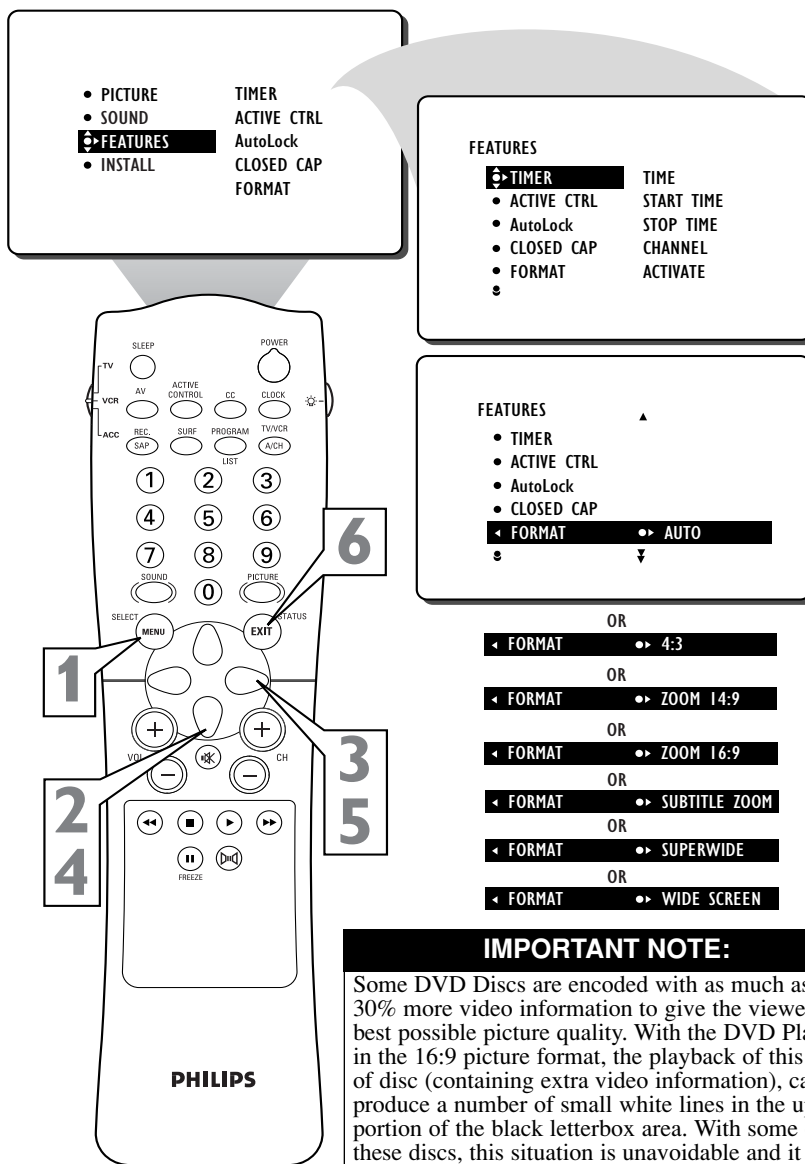 PICTURE TIMER
SOUND ACTIVE CTRL
FEATURES AutoLock
INSTALL CLOSED CAP
FORMAT
FEATURES
TIMER TIME
ACTIVE CTRL START TIME
AutoLock STOP TIME
CLOSED CAP CHANNEL
FORMAT ACTIVATE
FEATURES
TIMER
ACTIVE CTRL
AutoLock
CLOSED CAP
FORMAT AUTO
OR
FORMAT 4:3
OR
FORMAT ZOOM 14:9
OR
FORMAT ZOOM 16:9
OR
FORMAT SUBTITLE ZOOM
OR
FORMAT SUPERWIDE
OR
FORMAT WIDE SCREEN
SLEEP POWER
TV
VCR
ACC
AV ACTIVE CONTROL CC CLOCK
REC. SURF PROGRAM TV/VCR
SAP A/CH
LIST
1 2 3
4 5 6
7 8 9
SOUND 0 PICTURE
SELECT STATUS
MENU EXIT
+ +
VOL CH
− −
FREEZE
PHILIPS
1
2
4
3
5
6
IMPORTANT NOTE:
Some DVD Discs are encoded with as much as
30% more video information to give the
best possible picture quality. With the DVD
in the 16:9 picture format, the playback of this
of disc (containing extra video information),
produce a number of small white lines in the
portion of the black letterbox area. With some
these discs, this situation is unavoidable and it